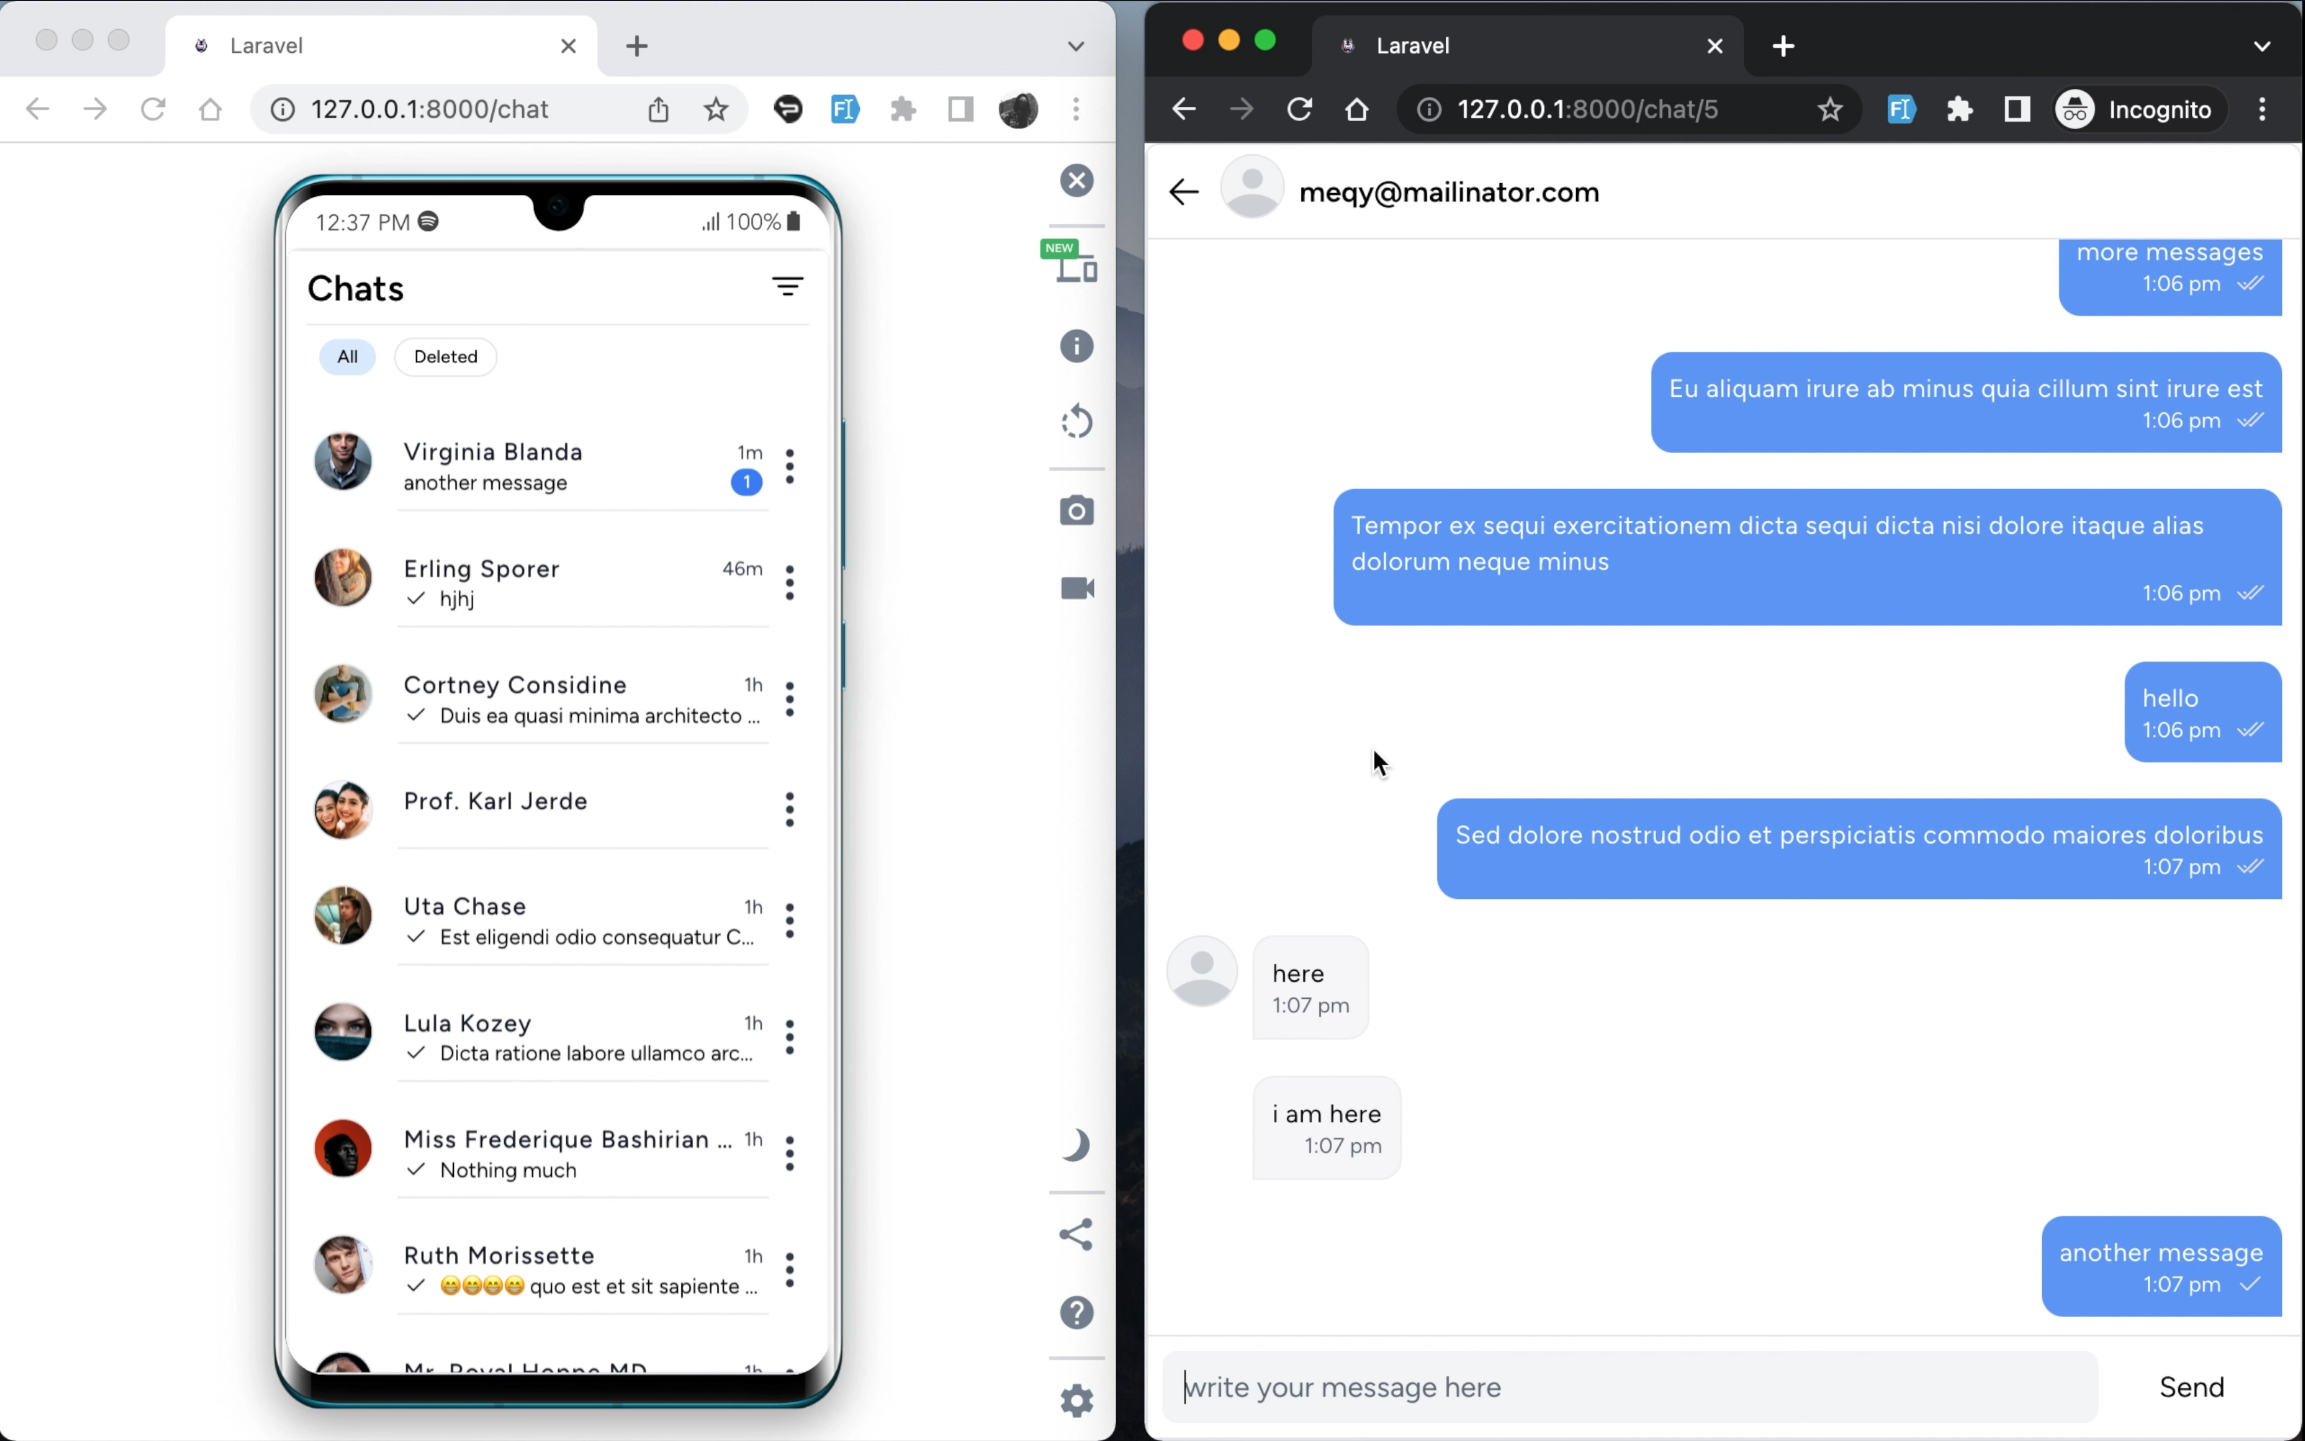 Laravel
127.0.0.1:8000/chat
12:37 PM
100%
Chats
All
Deleted
Virginia Blanda
1m
another message
1
Erling Sporer
46m
hjhj
Cortney Considine
1h
Duis ea quasi minima architecto ...
Prof. Karl Jerde
Uta Chase
1h
Est eligendi odio consequatur C...
Lula Kozey
1h
Dicta ratione labore ullamco arc...
Miss Frederique Bashirian ...
1h
Nothing much
Ruth Morissette
1h
😁😁😁😁 quo est et sit sapiente ...
Mr. Royal Hoppe MD
1h
NEW
Laravel
127.0.0.1:8000/chat/5
Incognito
meqy@mailinator.com
more messages
1:06 pm
Eu aliquam irure ab minus quia cillum sint irure est
1:06 pm
Tempor ex sequi exercitationem dicta sequi dicta nisi dolore itaque alias
dolorum neque minus
1:06 pm
hello
1:06 pm
Sed dolore nostrud odio et perspiciatis commodo maiores doloribus
1:07 pm
here
1:07 pm
i am here
1:07 pm
another message
1:07 pm
write your message here
Send